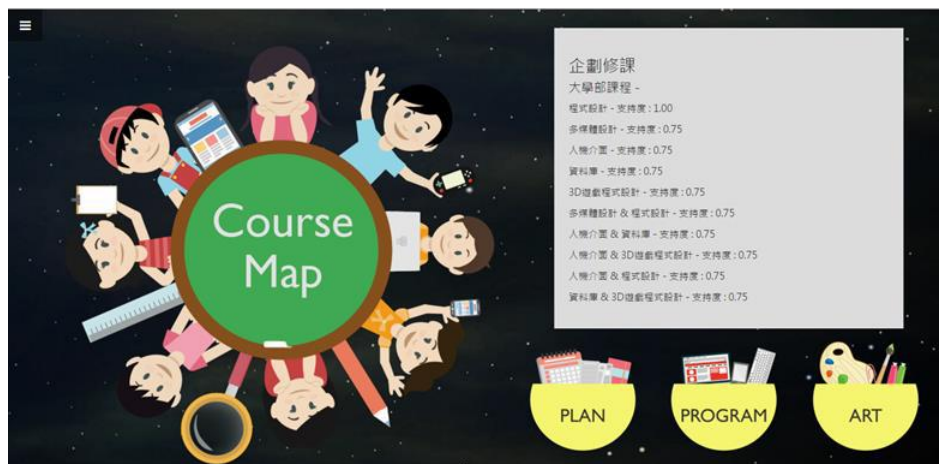 Course
Map
企劃修課
大學部課程 -
程式設計 - 支持度 : 1.00
多媒體設計 - 支持度 : 0.75
人機介面 - 支持度 : 0.75
資料庫 - 支持度 : 0.75
3D遊戲程式設計 - 支持度 : 0.75
多媒體設計 & 程式設計 - 支持度 : 0.75
人機介面 & 資料庫 - 支持度 : 0.75
人機介面 & 3D遊戲程式設計 - 支持度 : 0.75
人機介面 & 程式設計 - 支持度 : 0.75
資料庫 & 3D遊戲程式設計 - 支持度 : 0.75
PLAN
PROGRAM
ART